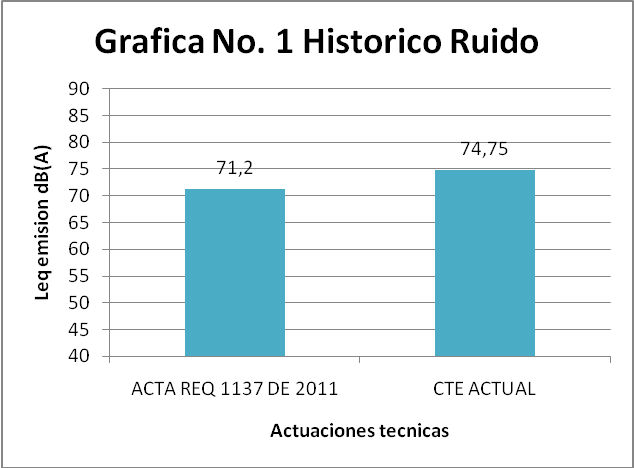 Grafica No. 1 Historico Ruido
Leq emision dB(A)
90
85
80
75
70
65
60
55
50
45
40
71,2
74,75
ACTA REQ 1137 DE 2011
CTE ACTUAL
Actuaciones tecnicas